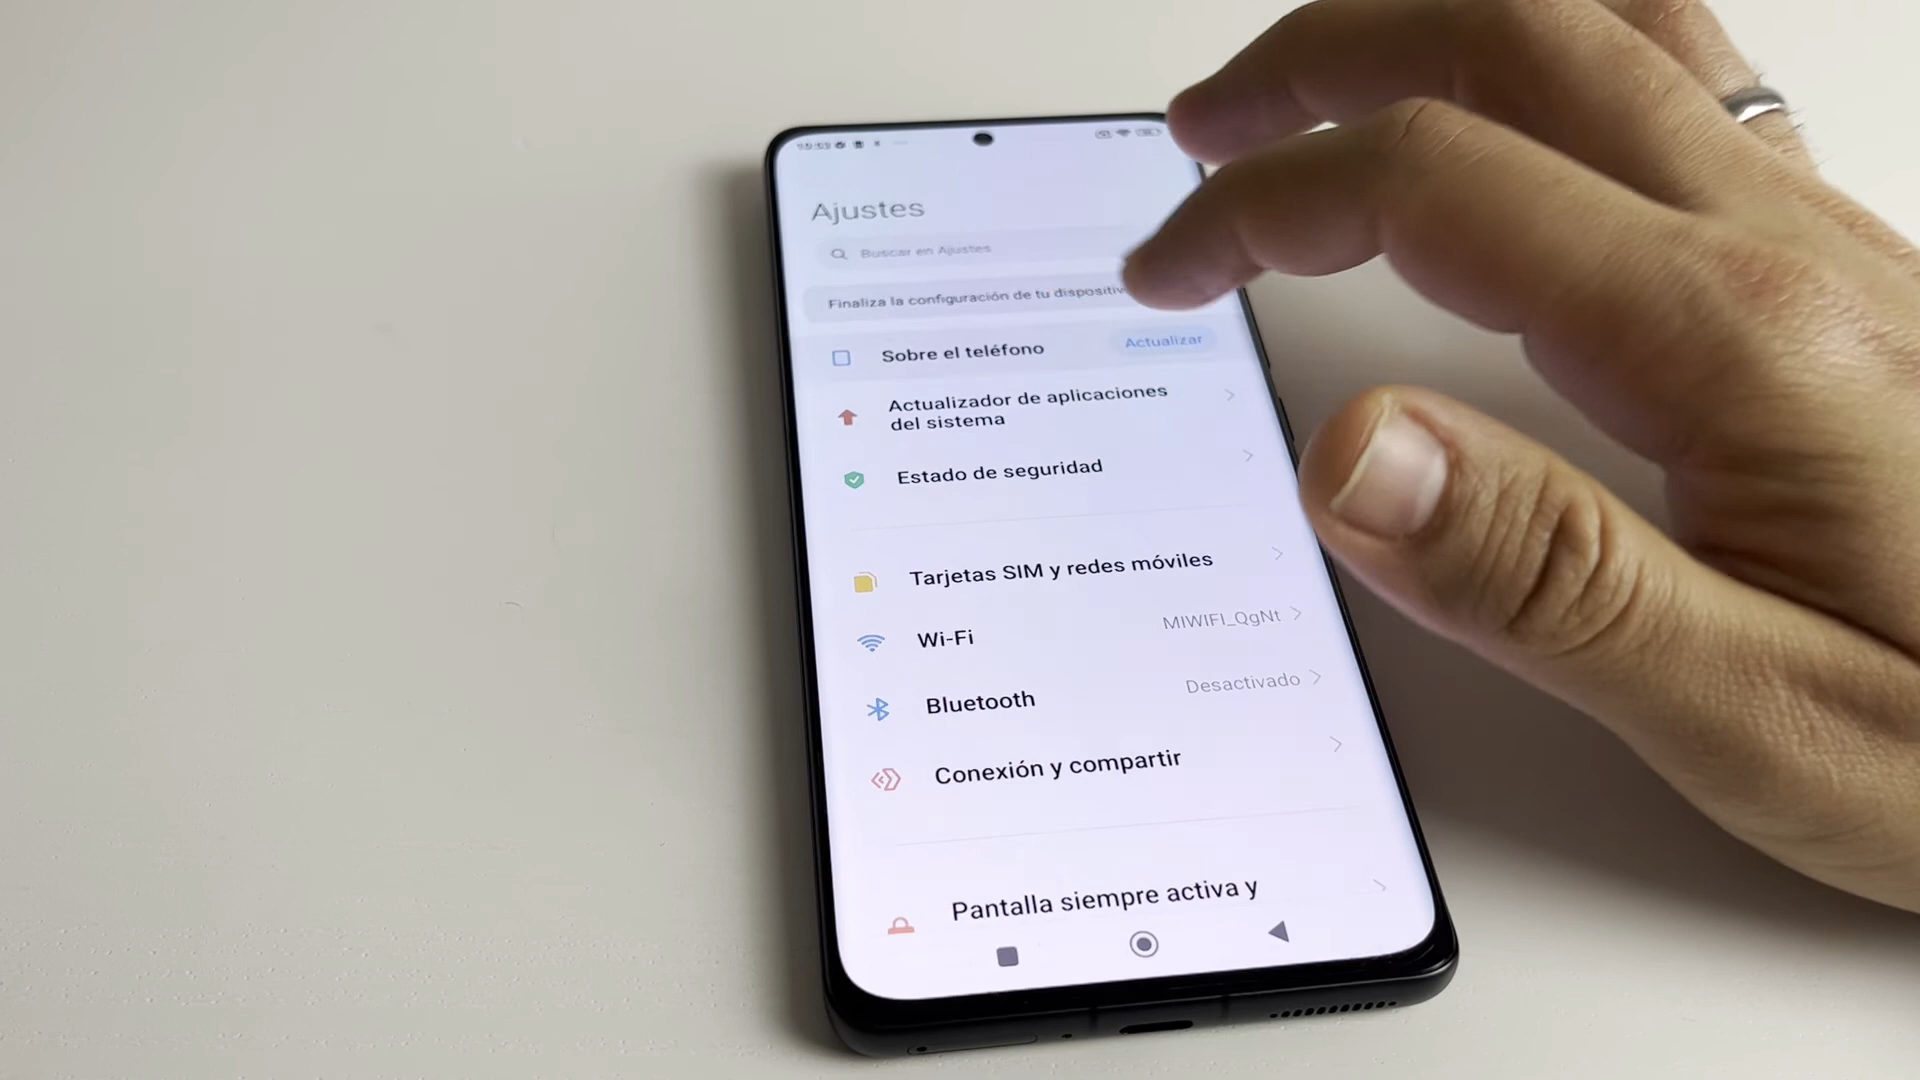 Ajustes
Buscar en Ajustes
Finaliza la configuración de tu
Sobre el teléfono
Actualizar
Actualizador de aplicaciones
del sistema
Estado de seguridad
Tarjetas SIM y redes móviles
Wi-Fi
MIWIFI_QgNt
Bluetooth
Desactivado
Conexión y compartir
Pantalla siempre activa y